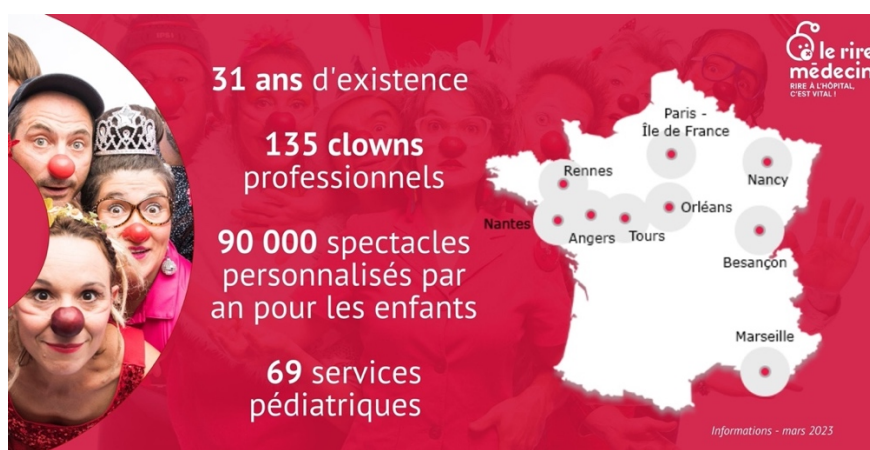 31 ans d'existence
135 clowns
professionnels
90 000 spectacles
personnalisés par
an pour les enfants
69 services
pédiatriques
le rire
médecin
RIRE À L'HÔPITAL,
C'EST VITAL !
Paris -
Île de France
Rennes
Nancy
Nantes
Angers
Tours
Orléans
Besançon
Marseille
Informations - mars 2023